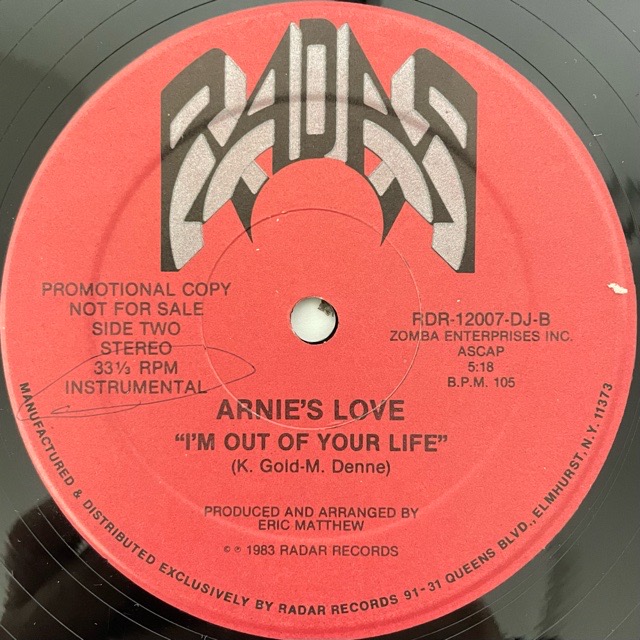 RADAR
PROMOTIONAL COPY
NOT FOR SALE
SIDE TWO
STEREO
33⅓ RPM
INSTRUMENTAL
RDR-12007-DJ-B
ZOMBA ENTERPRISES INC.
ASCAP
5:18
B.P.M. 105
ARNIE'S LOVE
"I'M OUT OF YOUR LIFE"
(K. Gold-M. Denne)
PRODUCED AND ARRANGED BY
ERIC MATTHEW
© ℗ 1983 RADAR RECORDS
MANUFACTURED & DISTRIBUTED EXCLUSIVELY BY RADAR RECORDS 91-31 QUEENS BLVD., ELMHURST, N.Y. 11373